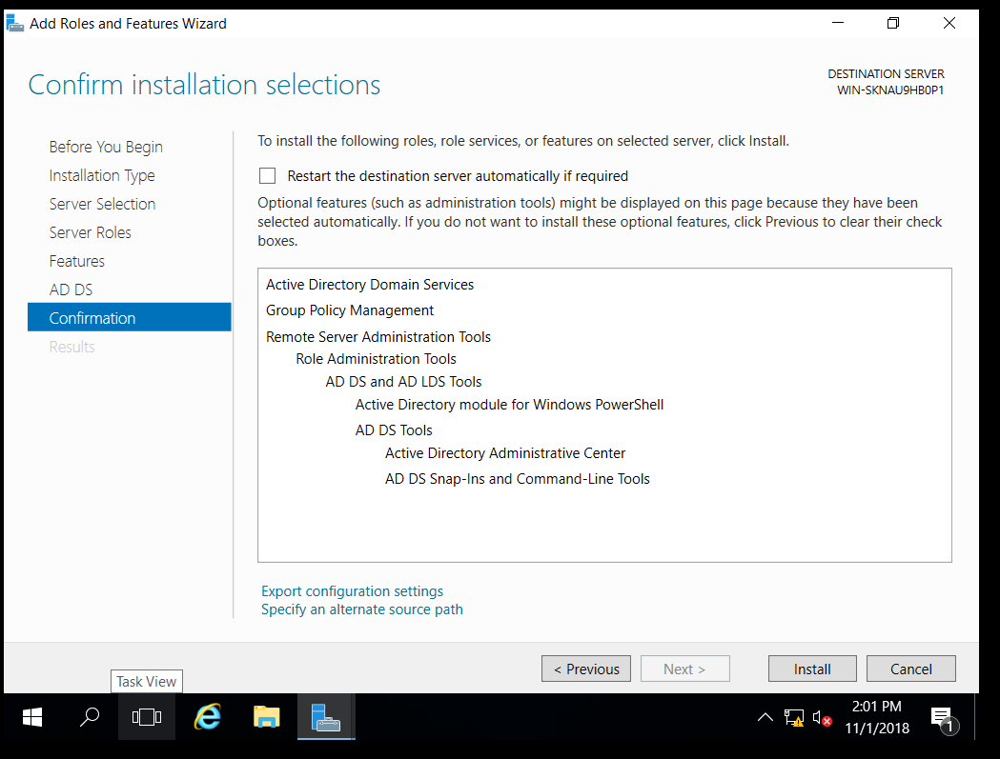 Add Roles and Features Wizard
Confirm installation selections
DESTINATION SERVER
WIN-SKNAU9HB0P1
Before You Begin
Installation Type
Server Selection
Server Roles
Features
AD DS
Confirmation
Results
To install the following roles, role services, or features on selected server, click Install.
Restart the destination server automatically if required
Optional features (such as administration tools) might be displayed on this page because they have been
selected automatically. If you do not want to install these optional features, click Previous to clear their check
boxes.
Active Directory Domain Services
Group Policy Management
Remote Server Administration Tools
Role Administration Tools
AD DS and AD LDS Tools
Active Directory module for Windows PowerShell
AD DS Tools
Active Directory Administrative Center
AD DS Snap-Ins and Command-Line Tools
Export configuration settings
Specify an alternate source path
< Previous
Next >
Install
Cancel
Task View
2:01 PM
11/1/2018
1